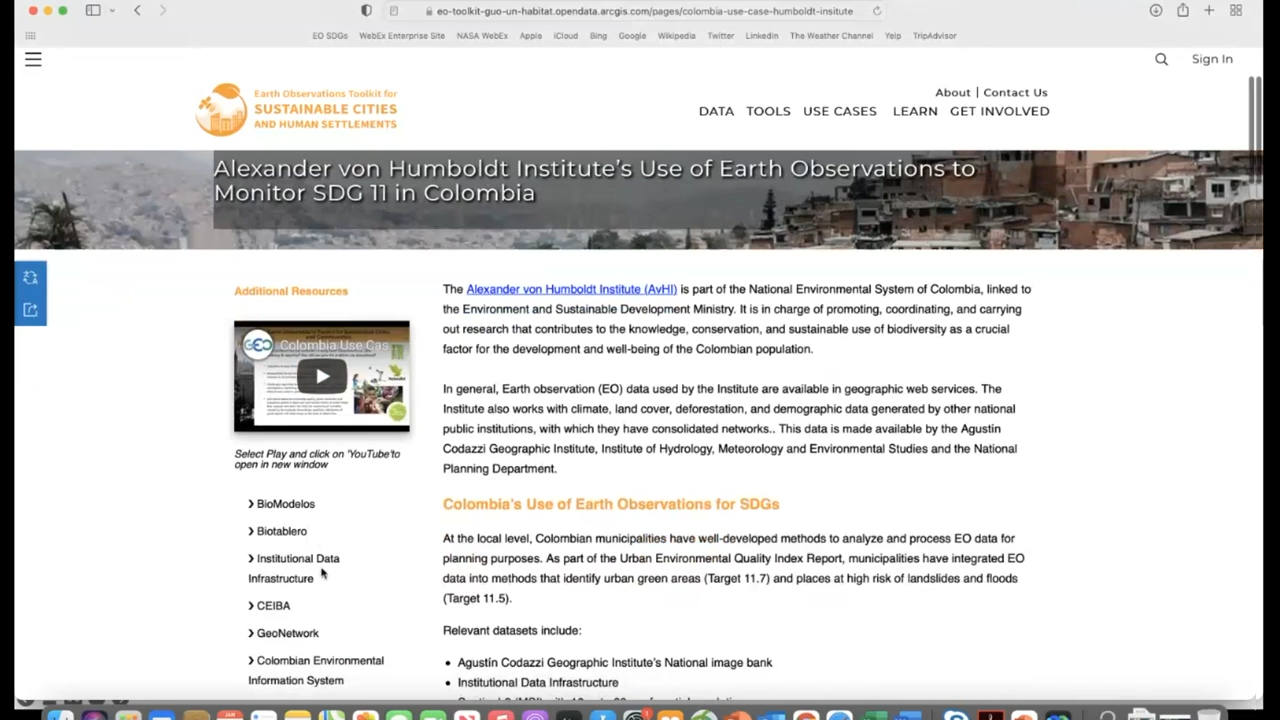 eo-toolkit-guo-un-habitat.opendata.arcgis.com/pages/colombia-use-case-humboldt-insitute
EO SDGs WebEx Enterprise Site NASA WebEx Apple iCloud Bing Google Wikipedia Twitter LinkedIn The Weather Channel Yelp TripAdvisor
Sign In
About | Contact Us
Earth Observations Toolkit for
SUSTAINABLE CITIES
AND HUMAN SETTLEMENTS
DATA TOOLS USE CASES LEARN GET INVOLVED
Alexander von Humboldt Institute's Use of Earth Observations to
Monitor SDG 11 in Colombia
Additional Resources
GEO Colombia Use Cas
Select Play and click on 'YouTube'to
open in new window
BioModelos
Biotablero
Institutional Data
Infrastructure
CEIBA
GeoNetwork
Colombian Environmental
Information System
The Alexander von Humboldt Institute (AvHI) is part of the National Environmental System of Colombia, linked to
the Environment and Sustainable Development Ministry. It is in charge of promoting, coordinating, and carrying
out research that contributes to the knowledge, conservation, and sustainable use of biodiversity as a crucial
factor for the development and well-being of the Colombian population.
In general, Earth observation (EO) data used by the institute are available in geographic web services. The
Institute also works with climate, land cover, deforestation, and demographic data generated by other national
public institutions, with which they have consolidated networks.. This data is made available by the Agustín
Codazzi Geographic Institute, Institute of Hydrology, Meteorology and Environmental Studies and the National
Planning Department.
Colombia's Use of Earth Observations for SDGs
At the local level, Colombian municipalities have well-developed methods to analyze and process EO data for
planning purposes. As part of the Urban Environmental Quality Index Report, municipalities have integrated EO
data into methods that identify urban green areas (Target 11.7) and places at high risk of landslides and floods
(Target 11.5).
Relevant datasets include:
Agustín Codazzi Geographic Institute's National image bank
Institutional Data Infrastructure